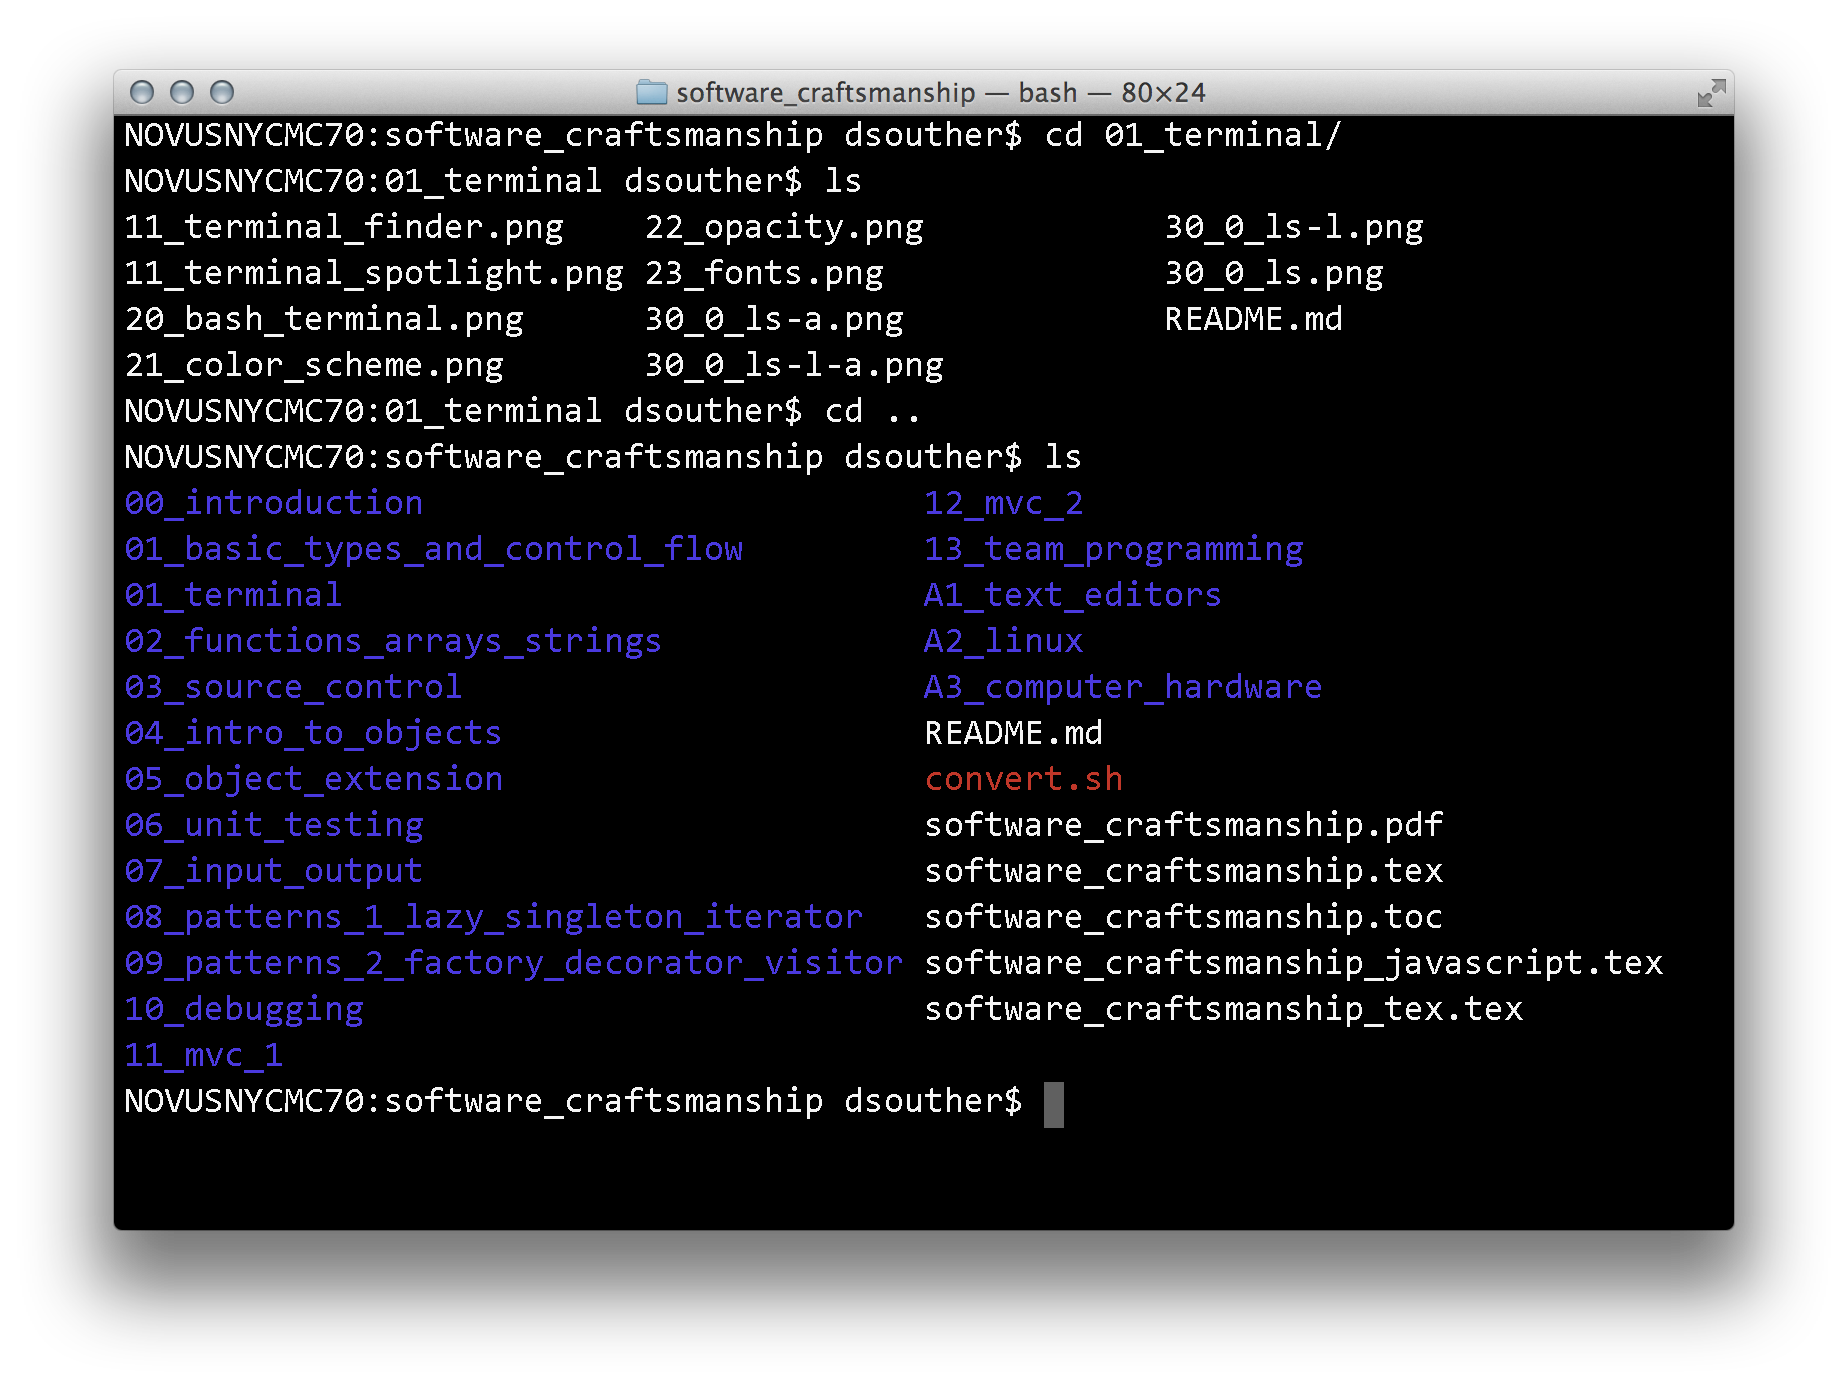 software_craftsmanship — bash — 80×24
NOVUSNYCMC70:software_craftsmanship dsouther$ cd 01_terminal/
NOVUSNYCMC70:01_terminal dsouther$ ls
11_terminal_finder.png    22_opacity.png            30_0_ls-l.png
11_terminal_spotlight.png 23_fonts.png              30_0_ls.png
20_bash_terminal.png      30_0_ls-a.png             README.md
21_color_scheme.png       30_0_ls-l-a.png
NOVUSNYCMC70:01_terminal dsouther$ cd ..
NOVUSNYCMC70:software_craftsmanship dsouther$ ls
00_introduction                         12_mvc_2
01_basic_types_and_control_flow         13_team_programming
01_terminal                             A1_text_editors
02_functions_arrays_strings             A2_linux
03_source_control                       A3_computer_hardware
04_intro_to_objects                     README.md
05_object_extension                     convert.sh
06_unit_testing                         software_craftsmanship.pdf
07_input_output                         software_craftsmanship.tex
08_patterns_1_lazy_singleton_iterator   software_craftsmanship.toc
09_patterns_2_factory_decorator_visitor software_craftsmanship_javascript.tex
10_debugging                            software_craftsmanship_tex.tex
11_mvc_1
NOVUSNYCMC70:software_craftsmanship dsouther$